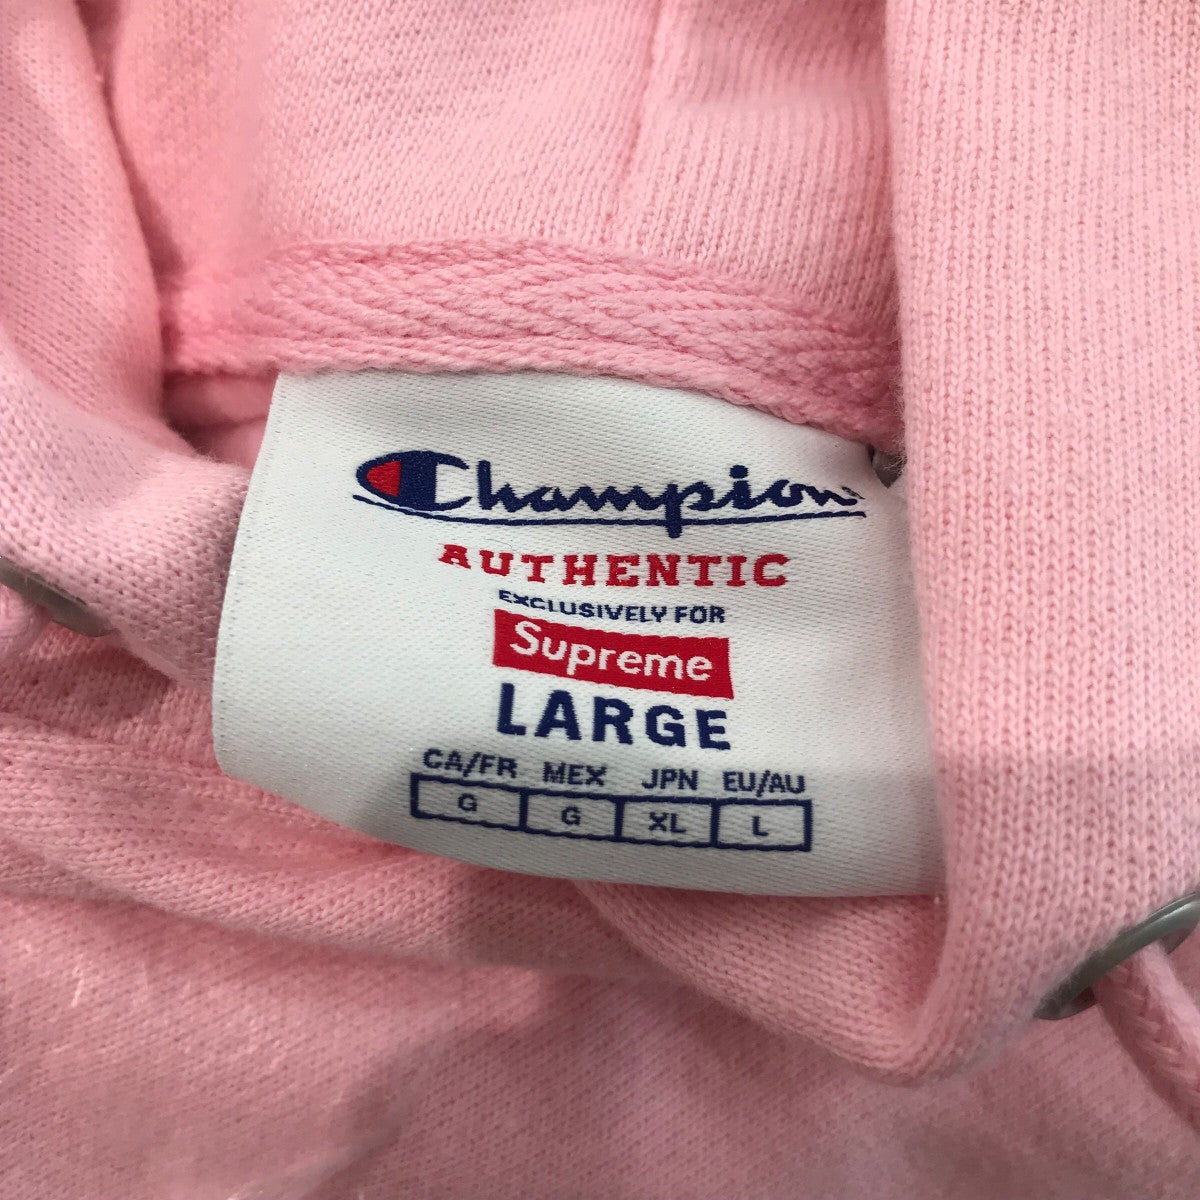 Champion
AUTHENTIC
EXCLUSIVELY FOR
Supreme
LARGE
CA/FR MEX JPN EU/AU
G G XL L